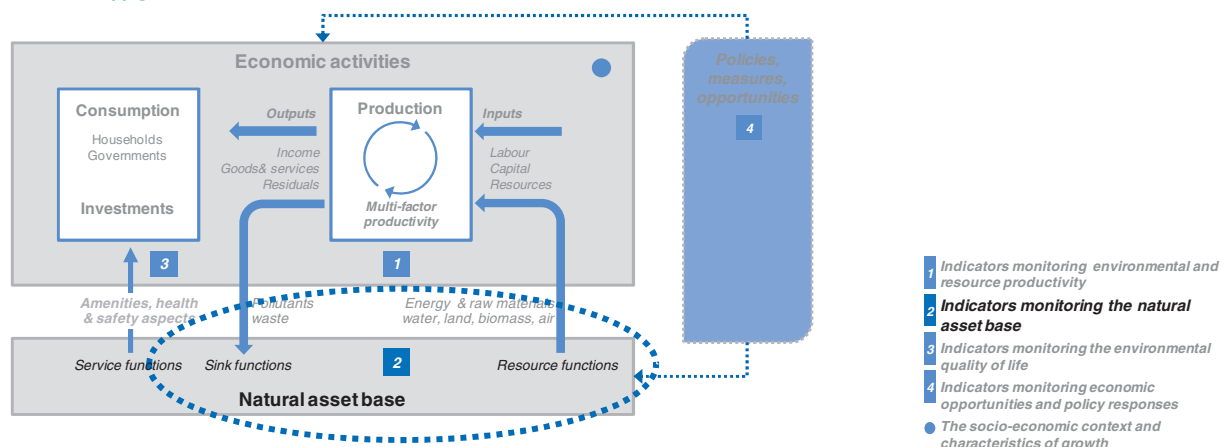 Economic activities
Policies,
measures,
opportunities
4
Consumption
Households
Governments
Investments
Outputs
Income
Goods& services
Residuals
Production
Multi-factor
productivity
Inputs
Labour
Capital
Resources
3
1
Amenities, health
& safety aspects
Pollutants
waste
Energy & raw materials
water, land, biomass, air
Service functions
Sink functions
2
Resource functions
Natural asset base
1 Indicators monitoring environmental and
resource productivity
2 Indicators monitoring the natural
asset base
3 Indicators monitoring the environmental
quality of life
4 Indicators monitoring economic
opportunities and policy responses
The socio-economic context and
characteristics of growth